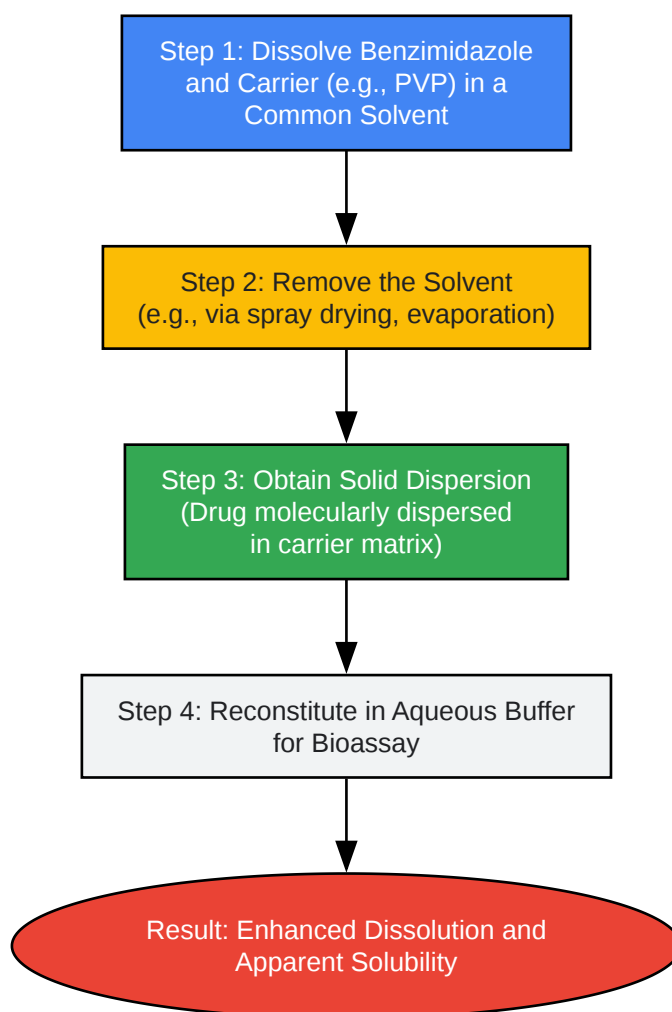 Step 1: Dissolve Benzimidazole
and Carrier (e.g., PVP) in a
Common Solvent
Step 2: Remove the Solvent
(e.g., via spray drying, evaporation)
Step 3: Obtain Solid Dispersion
(Drug molecularly dispersed
in carrier matrix)
Step 4: Reconstitute in Aqueous Buffer
for Bioassay
Result: Enhanced Dissolution and
Apparent Solubility